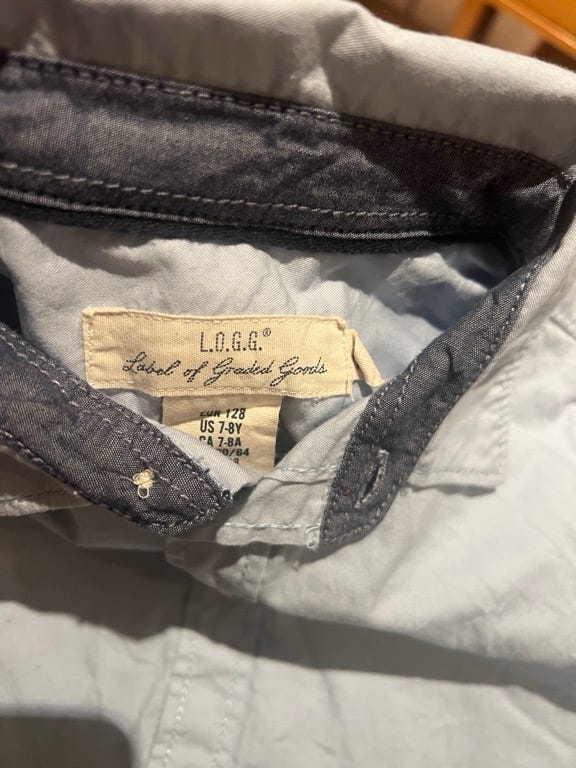 L.O.G.G.®
Label of Graded Goods
EUR 128
US 7-8Y
CA 7-8A